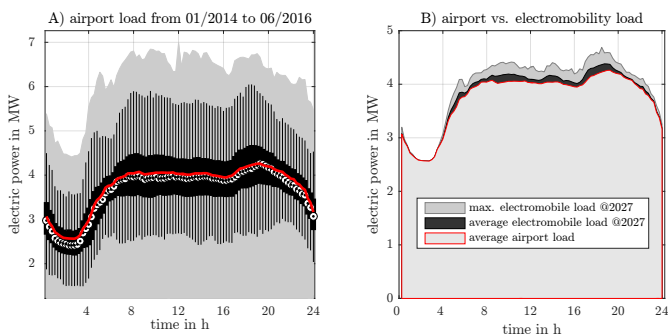 A) airport load from 01/2014 to 06/2016
7
6
5
4
3
2
electric power in MW
4
8
12
16
20
24
time in h
B) airport vs. electromobility load
5
4
3
2
1
0
electric power in MW
max. electromobile load @2027
average electromobile load @2027
average airport load
0
4
8
12
16
20
24
time in h